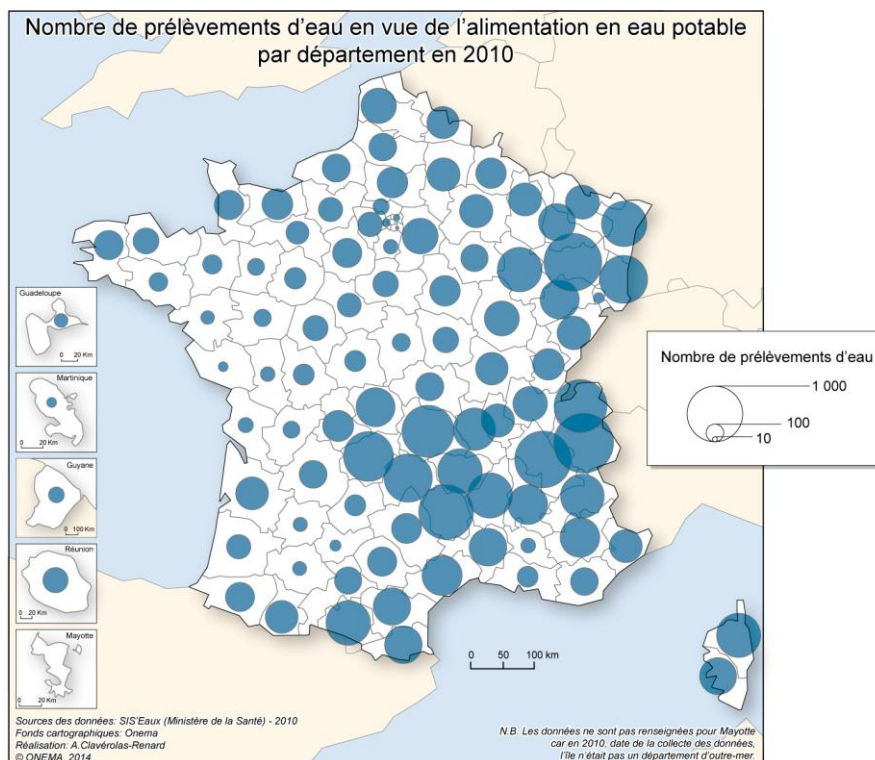 Nombre de prélèvements d'eau en vue de l'alimentation en eau potable
par département en 2010
Guadeloupe
0 20 Km
Martinique
0 20 Km
Guyane
0 100 Km
Réunion
0 20 Km
Mayotte
0 20 Km
Nombre de prélèvements d'eau
1 000
100
10
0 50 100 km
Sources des données: SIS'Eaux (Ministère de la Santé) - 2010
Fonds cartographiques: Onema
Réalisation: A.Clavérolas-Renard
© ONEMA, 2014
N.B. Les données ne sont pas renseignées pour Mayotte
car en 2010, date de la collecte des données,
l'île n'était pas un département d'outre-mer.